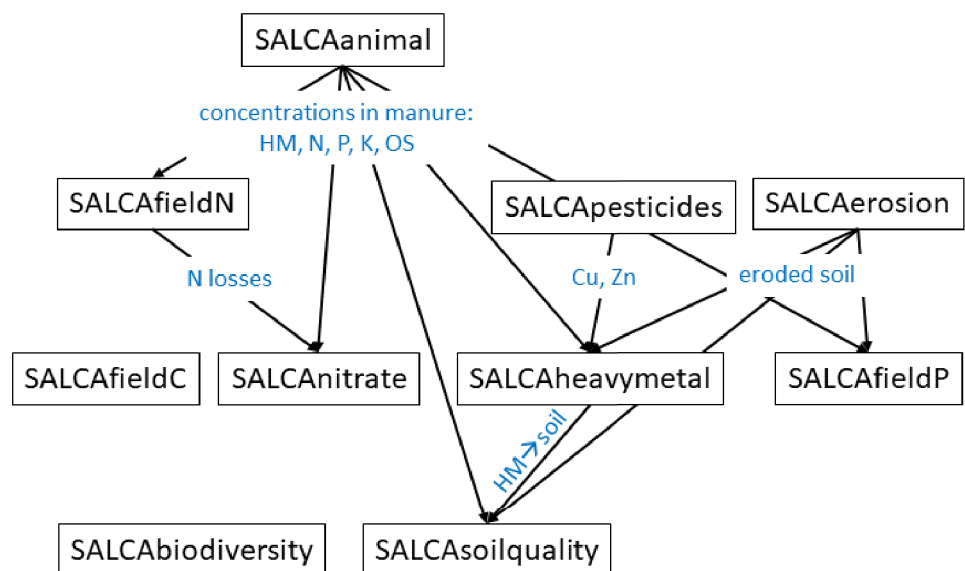 SALCAanimal
concentrations in manure:
HM, N, P, K, OS
SALCAfieldN
SALCApesticides
SALCAerosion
N losses
Cu, Zn
eroded soil
SALCAfieldC
SALCAnitrate
SALCAheavymetal
SALCAfieldP
HM→soil
SALCAbiodiversity
SALCAsoilquality